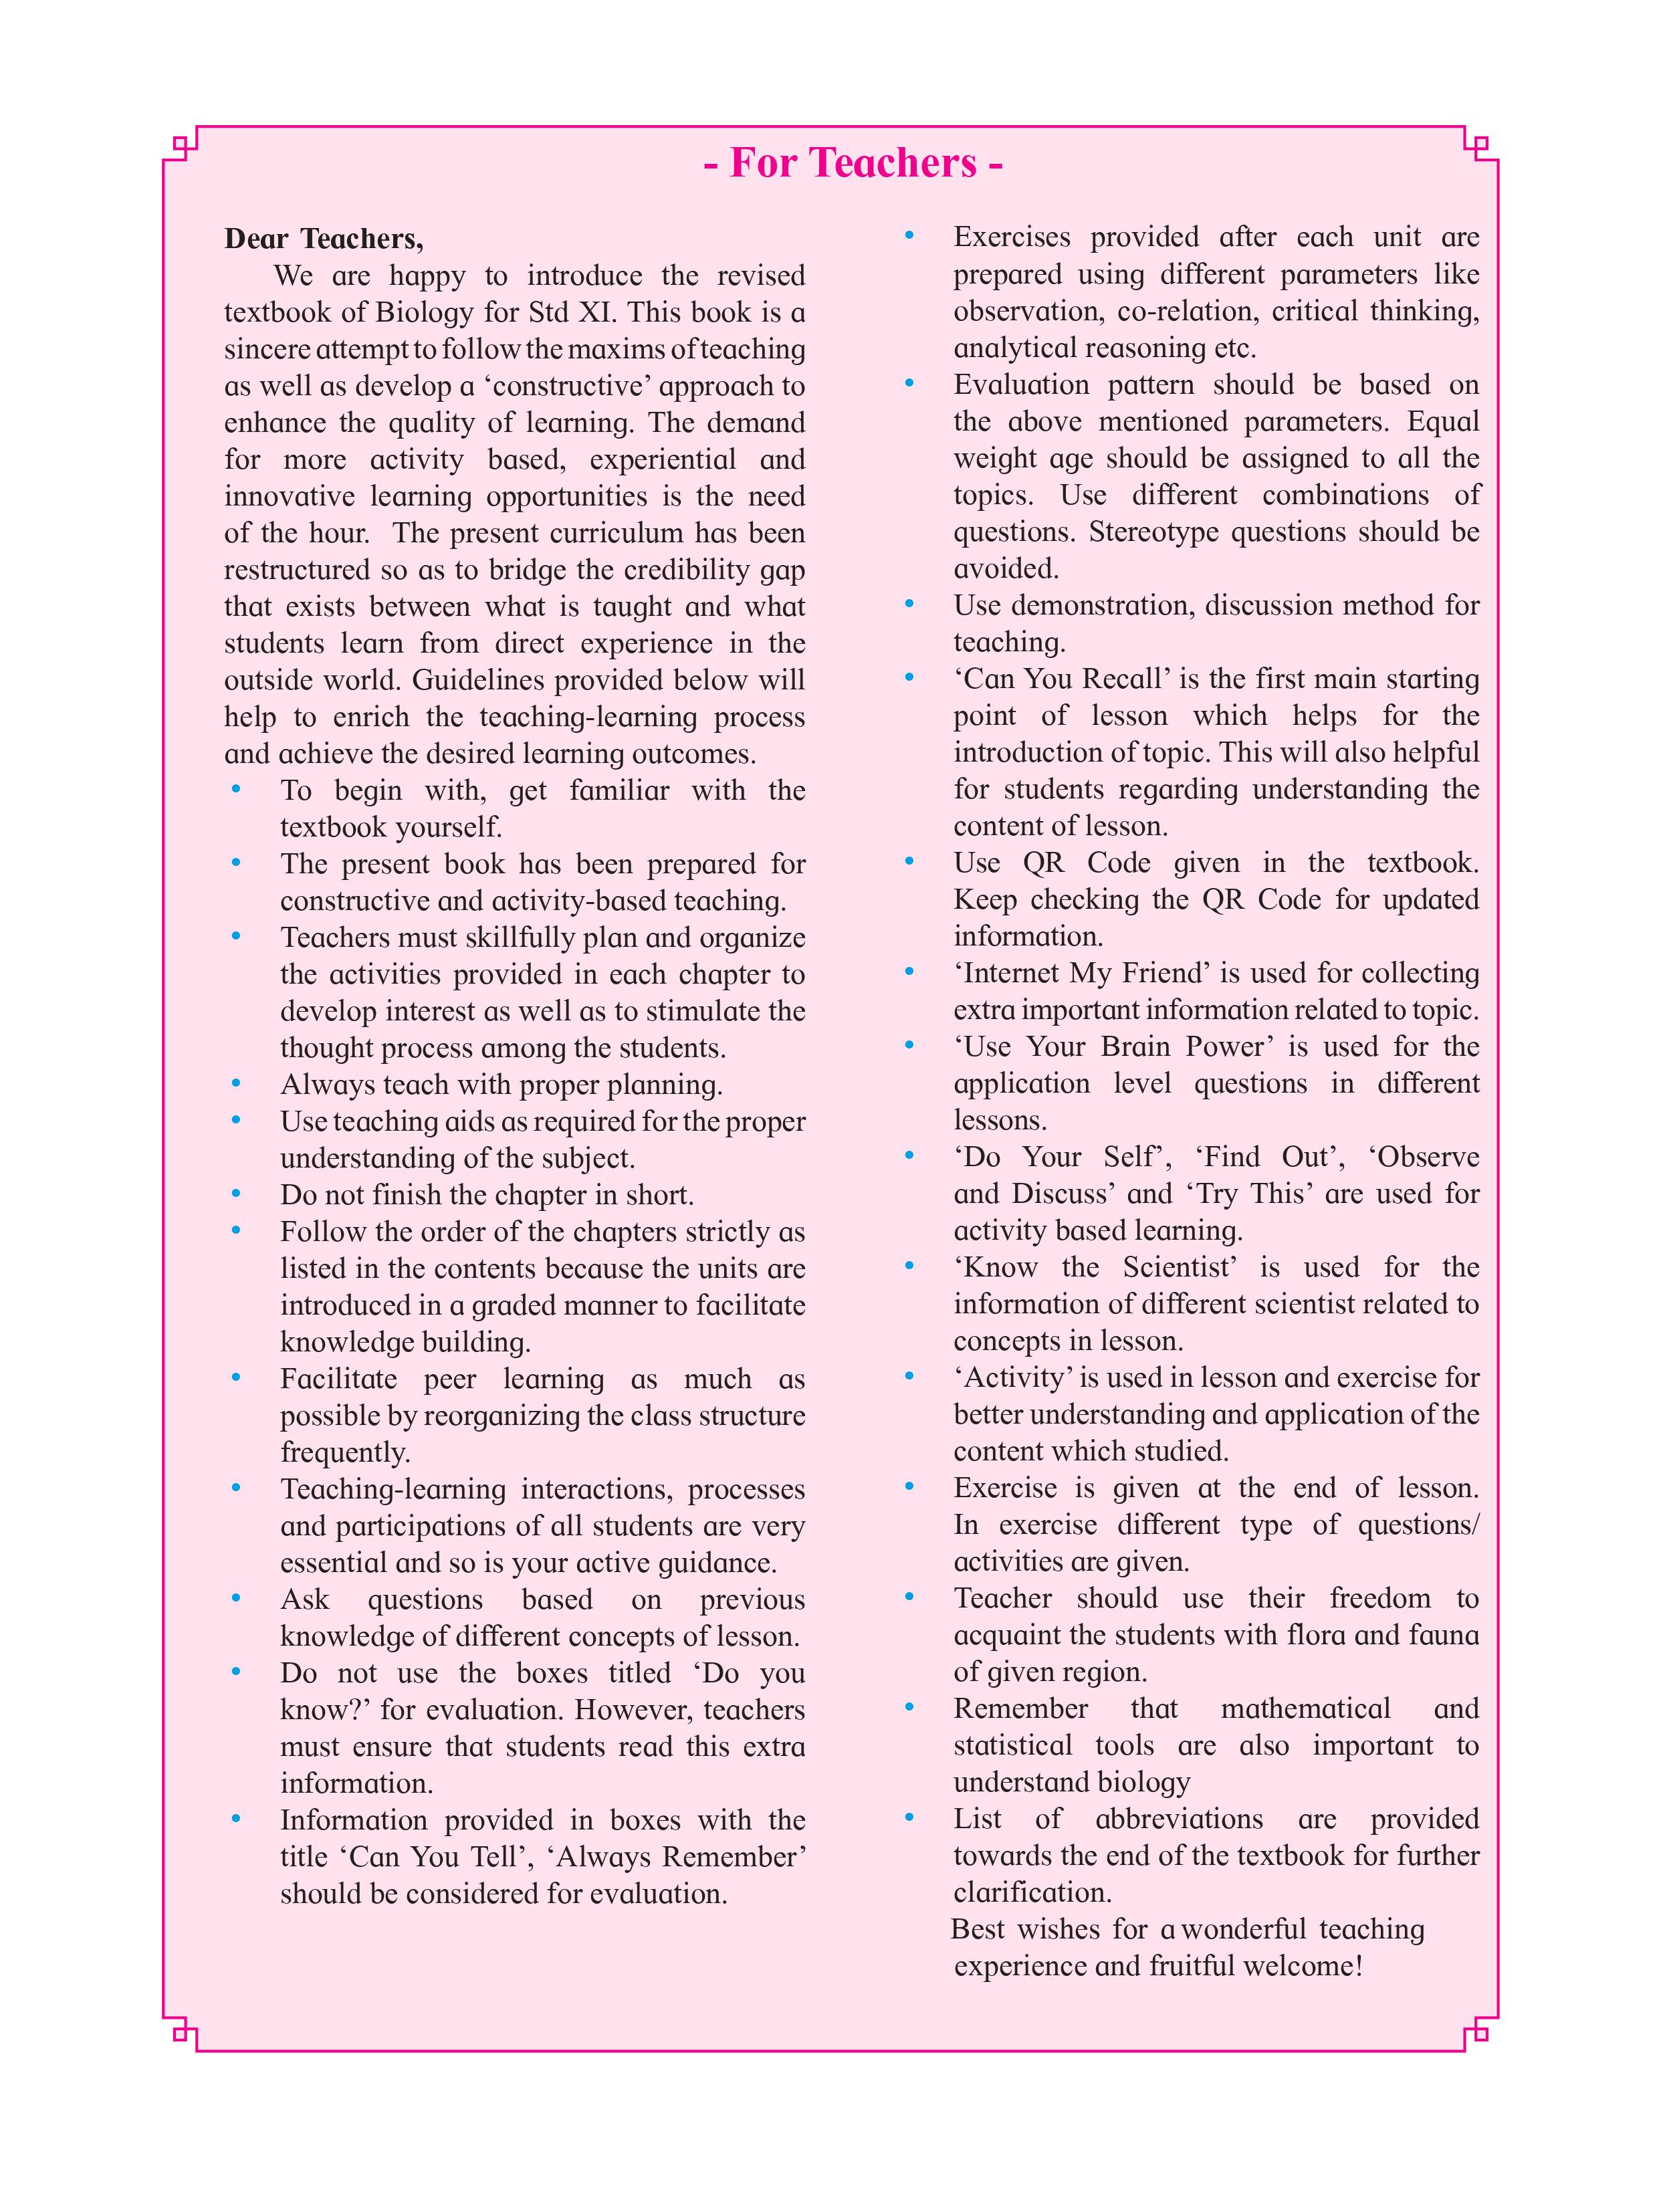 - For Teachers -
Dear Teachers,
We are happy to introduce the revised
textbook of Biology for Std XI. This book is a
sincere attempt to follow the maxims of teaching
as well as develop a ‘constructive’ approach to
enhance the quality of learning. The demand
for more activity based, experiential and
innovative learning opportunities is the need
of the hour. The present curriculum has been
restructured so as to bridge the credibility gap
that exists between what is taught and what
students learn from direct experience in the
outside world. Guidelines provided below will
help to enrich the teaching-learning process
and achieve the desired learning outcomes.
• To begin with, get familiar with the
textbook yourself.
• The present book has been prepared for
constructive and activity-based teaching.
• Teachers must skillfully plan and organize
the activities provided in each chapter to
develop interest as well as to stimulate the
thought process among the students.
• Always teach with proper planning.
• Use teaching aids as required for the proper
understanding of the subject.
• Do not finish the chapter in short.
• Follow the order of the chapters strictly as
listed in the contents because the units are
introduced in a graded manner to facilitate
knowledge building.
• Facilitate peer learning as much as
possible by reorganizing the class structure
frequently.
• Teaching-learning interactions, processes
and participations of all students are very
essential and so is your active guidance.
• Ask questions based on previous
knowledge of different concepts of lesson.
• Do not use the boxes titled ‘Do you
know?’ for evaluation. However, teachers
must ensure that students read this extra
information.
• Information provided in boxes with the
title ‘Can You Tell’, ‘Always Remember’
should be considered for evaluation.
• Exercises provided after each unit are
prepared using different parameters like
observation, co-relation, critical thinking,
analytical reasoning etc.
• Evaluation pattern should be based on
the above mentioned parameters. Equal
weight age should be assigned to all the
topics. Use different combinations of
questions. Stereotype questions should be
avoided.
• Use demonstration, discussion method for
teaching.
• ‘Can You Recall’ is the first main starting
point of lesson which helps for the
introduction of topic. This will also helpful
for students regarding understanding the
content of lesson.
• Use QR Code given in the textbook.
Keep checking the QR Code for updated
information.
• ‘Internet My Friend’ is used for collecting
extra important information related to topic.
• ‘Use Your Brain Power’ is used for the
application level questions in different
lessons.
• ‘Do Your Self’, ‘Find Out’, ‘Observe
and Discuss’ and ‘Try This’ are used for
activity based learning.
• ‘Know the Scientist’ is used for the
information of different scientist related to
concepts in lesson.
• ‘Activity’ is used in lesson and exercise for
better understanding and application of the
content which studied.
• Exercise is given at the end of lesson.
In exercise different type of questions/
activities are given.
• Teacher should use their freedom to
acquaint the students with flora and fauna
of given region.
• Remember that mathematical and
statistical tools are also important to
understand biology
• List of abbreviations are provided
towards the end of the textbook for further
clarification.
Best wishes for a wonderful teaching
experience and fruitful welcome!